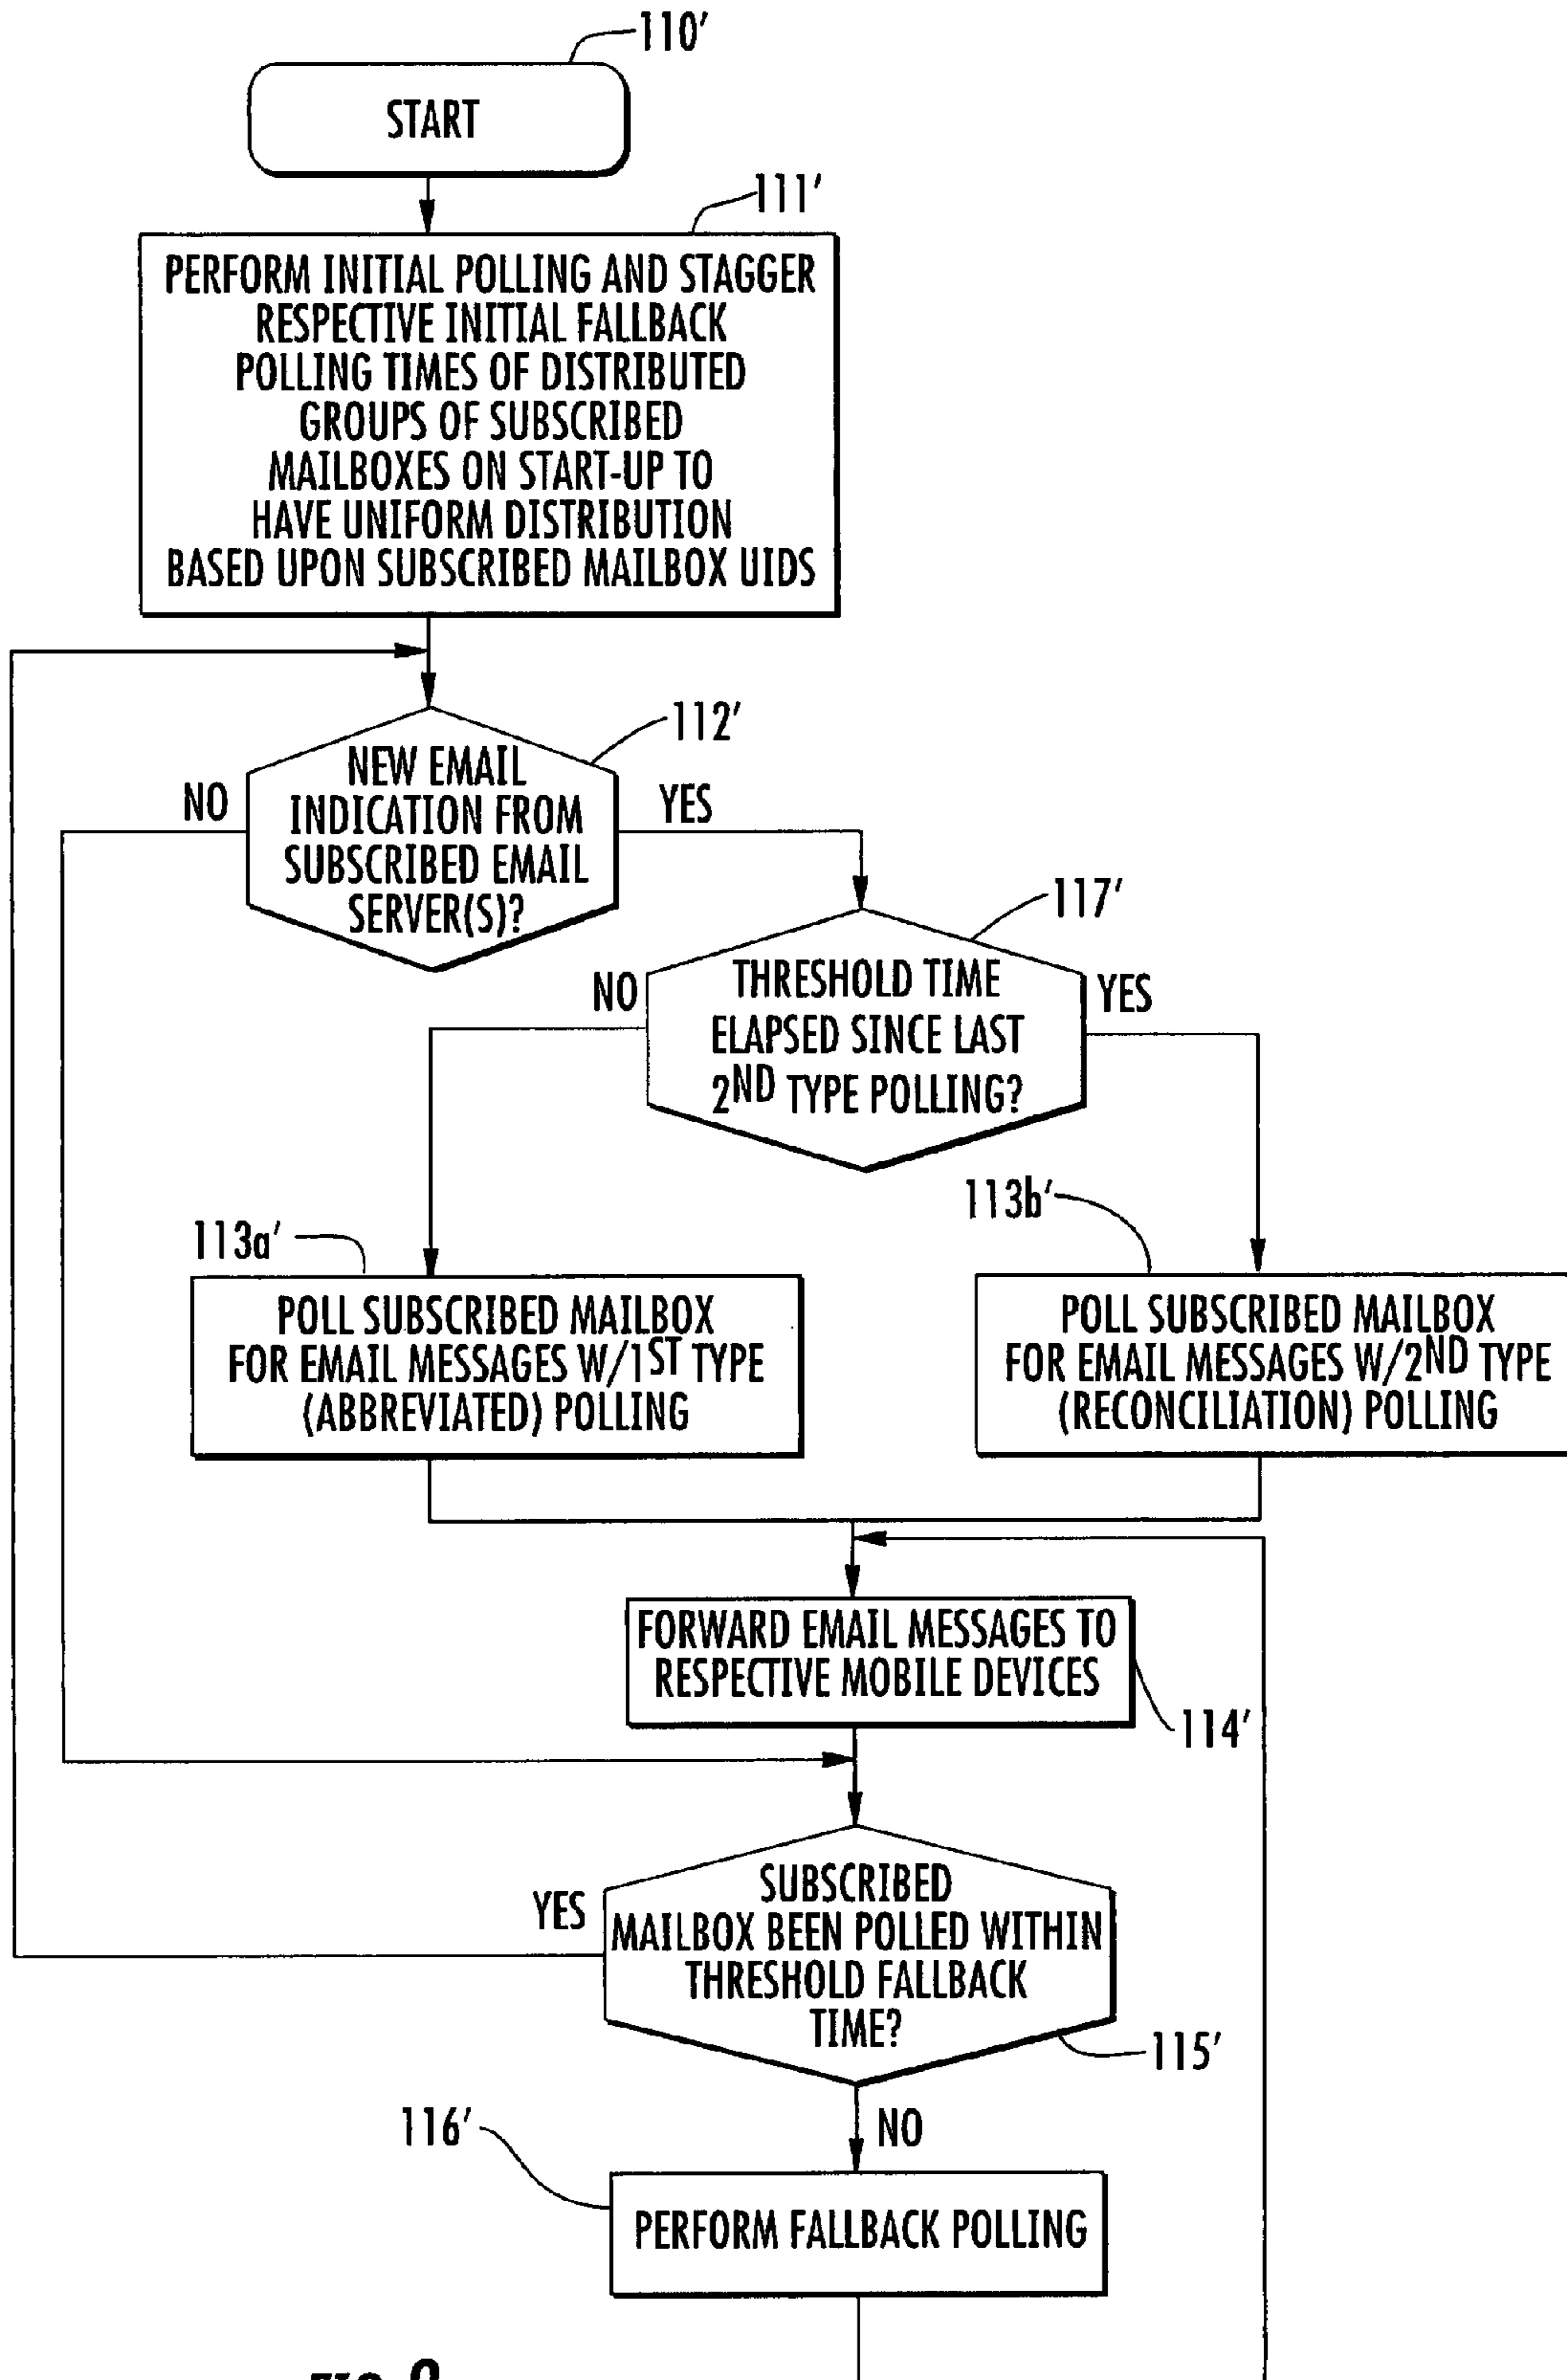 110'
START
111'
PERFORM INITIAL POLLING AND STAGGER
RESPECTIVE INITIAL FALLBACK
POLLING TIMES OF DISTRIBUTED
GROUPS OF SUBSCRIBED
MAILBOXES ON START-UP TO
HAVE UNIFORM DISTRIBUTION
BASED UPON SUBSCRIBED MAILBOX UIDS
112'
NO
NEW EMAIL
INDICATION FROM
SUBSCRIBED EMAIL
SERVER(S)?
YES
117'
NO
THRESHOLD TIME
ELAPSED SINCE LAST
2ND TYPE POLLING?
YES
113a'
113b'
POLL SUBSCRIBED MAILBOX
FOR EMAIL MESSAGES W/1ST TYPE
(ABBREVIATED) POLLING
POLL SUBSCRIBED MAILBOX
FOR EMAIL MESSAGES W/2ND TYPE
(RECONCILIATION) POLLING
FORWARD EMAIL MESSAGES TO
RESPECTIVE MOBILE DEVICES
114'
YES
SUBSCRIBED
MAILBOX BEEN POLLED WITHIN
THRESHOLD FALLBACK
TIME?
115'
NO
116'
PERFORM FALLBACK POLLING